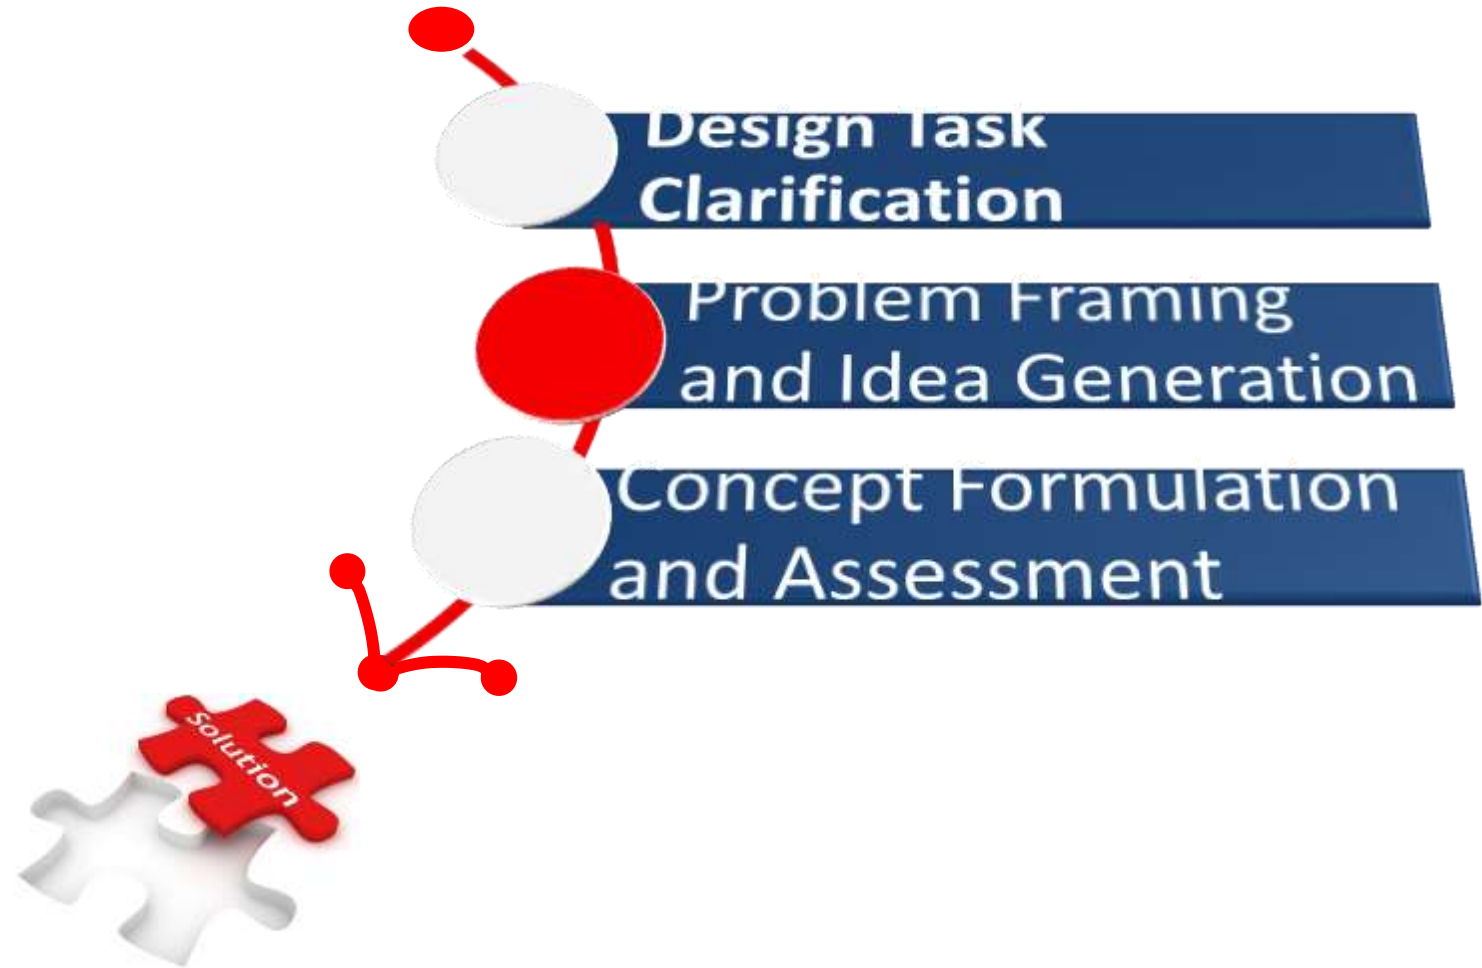 Design Task
Clarification
Problem Framing
and Idea Generation
Concept Formulation
and Assessment
Solution